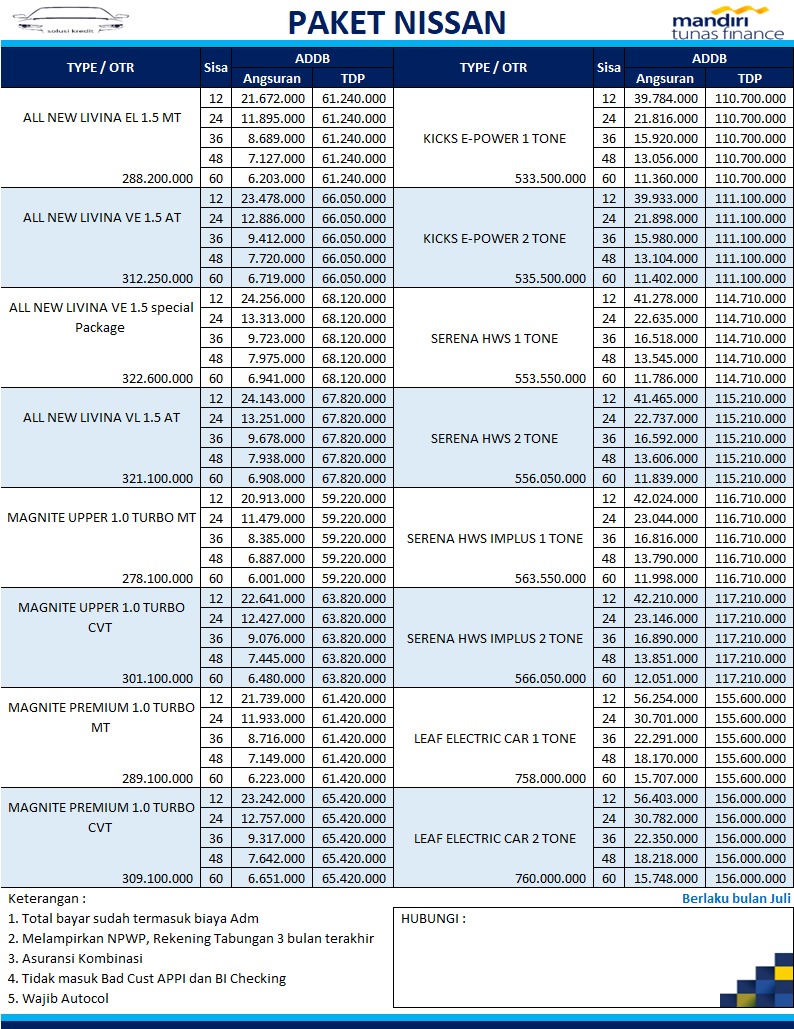 solusi kredit
PAKET NISSAN
mandiri
tunas finance
TYPE / OTR Sisa ADDB TYPE / OTR Sisa ADDB
Angsuran TDP Angsuran TDP
ALL NEW LIVINA EL 1.5 MT
288.200.000
12 21.672.000 61.240.000
24 11.895.000 61.240.000
36 8.689.000 61.240.000
48 7.127.000 61.240.000
60 6.203.000 61.240.000
ALL NEW LIVINA VE 1.5 AT
312.250.000
12 23.478.000 66.050.000
24 12.886.000 66.050.000
36 9.412.000 66.050.000
48 7.720.000 66.050.000
60 6.719.000 66.050.000
ALL NEW LIVINA VE 1.5 special
Package
322.600.000
12 24.256.000 68.120.000
24 13.313.000 68.120.000
36 9.723.000 68.120.000
48 7.975.000 68.120.000
60 6.941.000 68.120.000
ALL NEW LIVINA VL 1.5 AT
321.100.000
12 24.143.000 67.820.000
24 13.251.000 67.820.000
36 9.678.000 67.820.000
48 7.938.000 67.820.000
60 6.908.000 67.820.000
MAGNITE UPPER 1.0 TURBO MT
278.100.000
12 20.913.000 59.220.000
24 11.479.000 59.220.000
36 8.385.000 59.220.000
48 6.887.000 59.220.000
60 6.001.000 59.220.000
MAGNITE UPPER 1.0 TURBO
CVT
301.100.000
12 22.641.000 63.820.000
24 12.427.000 63.820.000
36 9.076.000 63.820.000
48 7.445.000 63.820.000
60 6.480.000 63.820.000
MAGNITE PREMIUM 1.0 TURBO
MT
289.100.000
12 21.739.000 61.420.000
24 11.933.000 61.420.000
36 8.716.000 61.420.000
48 7.149.000 61.420.000
60 6.223.000 61.420.000
MAGNITE PREMIUM 1.0 TURBO
CVT
309.100.000
12 23.242.000 65.420.000
24 12.757.000 65.420.000
36 9.317.000 65.420.000
48 7.642.000 65.420.000
60 6.651.000 65.420.000
KICKS E-POWER 1 TONE
533.500.000
12 39.784.000 110.700.000
24 21.816.000 110.700.000
36 15.920.000 110.700.000
48 13.056.000 110.700.000
60 11.360.000 110.700.000
KICKS E-POWER 2 TONE
535.500.000
12 39.933.000 111.100.000
24 21.898.000 111.100.000
36 15.980.000 111.100.000
48 13.104.000 111.100.000
60 11.402.000 111.100.000
SERENA HWS 1 TONE
553.550.000
12 41.278.000 114.710.000
24 22.635.000 114.710.000
36 16.518.000 114.710.000
48 13.545.000 114.710.000
60 11.786.000 114.710.000
SERENA HWS 2 TONE
556.050.000
12 41.465.000 115.210.000
24 22.737.000 115.210.000
36 16.592.000 115.210.000
48 13.606.000 115.210.000
60 11.839.000 115.210.000
SERENA HWS IMPLUS 1 TONE
563.550.000
12 42.024.000 116.710.000
24 23.044.000 116.710.000
36 16.816.000 116.710.000
48 13.790.000 116.710.000
60 11.998.000 116.710.000
SERENA HWS IMPLUS 2 TONE
566.050.000
12 42.210.000 117.210.000
24 23.146.000 117.210.000
36 16.890.000 117.210.000
48 13.851.000 117.210.000
60 12.051.000 117.210.000
LEAF ELECTRIC CAR 1 TONE
758.000.000
12 56.254.000 155.600.000
24 30.701.000 155.600.000
36 22.291.000 155.600.000
48 18.170.000 155.600.000
60 15.707.000 155.600.000
LEAF ELECTRIC CAR 2 TONE
760.000.000
12 56.403.000 156.000.000
24 30.782.000 156.000.000
36 22.350.000 156.000.000
48 18.218.000 156.000.000
60 15.748.000 156.000.000
Keterangan :
1. Total bayar sudah termasuk biaya Adm
2. Melampirkan NPWP, Rekening Tabungan 3 bulan terakhir
3. Asuransi Kombinasi
4. Tidak masuk Bad Cust APPI dan BI Checking
5. Wajib Autocol
Berlaku bulan Juli
HUBUNGI :